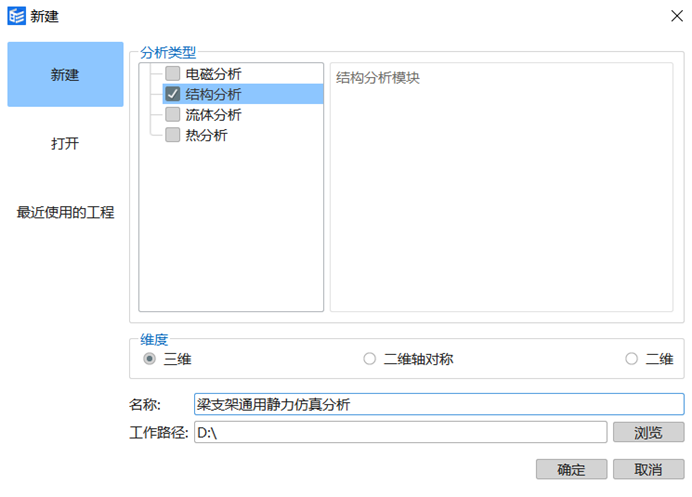 新建
新建
打开
最近使用的工程
分析类型
电磁分析
结构分析
流体分析
热分析
结构分析模块
维度
三维
二维轴对称
二维
名称:
梁支架通用静力仿真分析
工作路径:
D:\
浏览
确定
取消